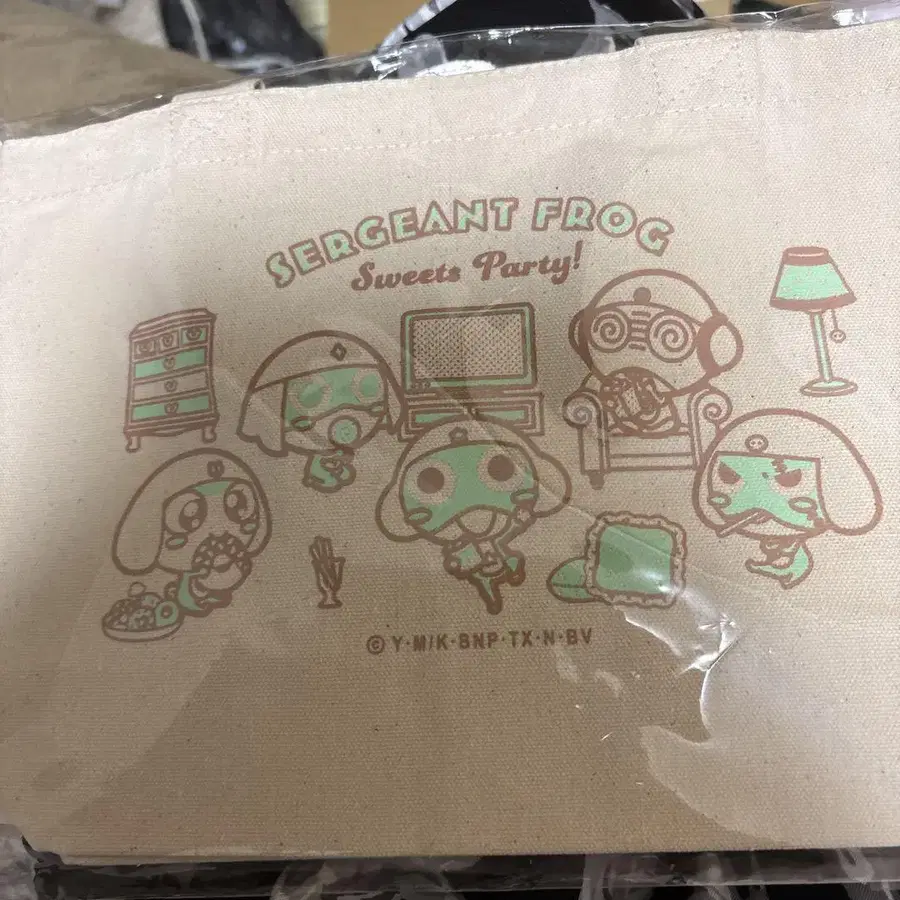 SERGEANT FROG
Sweets Party!
©Y·M/K·BNP·TX·N·BV